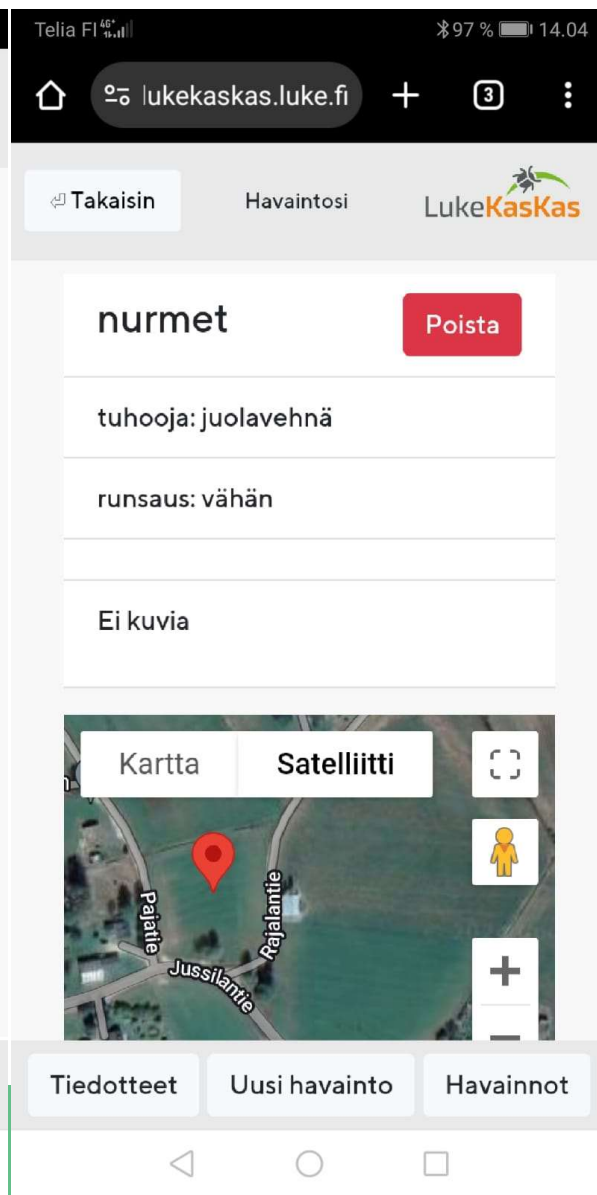 Telia FI 4G+ 97 % 14.04
lukekaskas.luke.fi 3
Takaisin Havaintosi LukeKasKas
nurmet Poista
tuhooja: juolavehnä
runsaus: vähän
Ei kuvia
Kartta Satelliitti
Pajatie
Rajalantie
Jussilantie
Tiedotteet Uusi havainto Havainnot